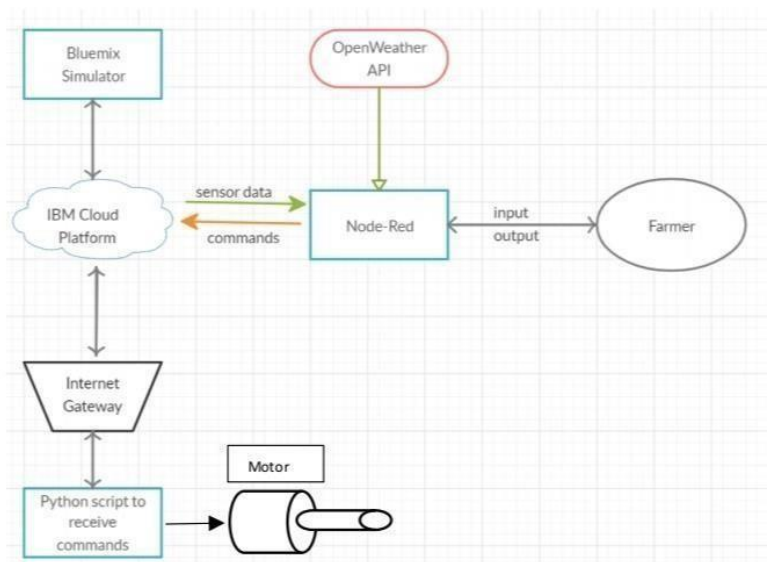 Bluemix
Simulator
OpenWeather
API
IBM Cloud
Platform
sensor data
commands
Node-Red
input
output
Farmer
Internet
Gateway
Python script to
receive
commands
Motor